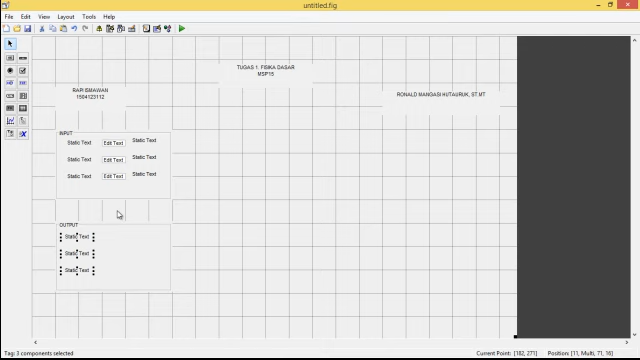 untitled.fig
File Edit View Layout Tools Help
TUGAS 1. FISIKA DASAR
MSP15
RAPI ISMAWAN
1504123112
RONALD MANGASI HUTAURUK, ST.MT
INPUT
Static Text Edit Text Static Text
Static Text Edit Text Static Text
Static Text Edit Text Static Text
OUTPUT
Static Text
Static Text
Static Text
Tag: 3 components selected
Current Point: [182, 271] Position: [11, Multi, 71, 16]